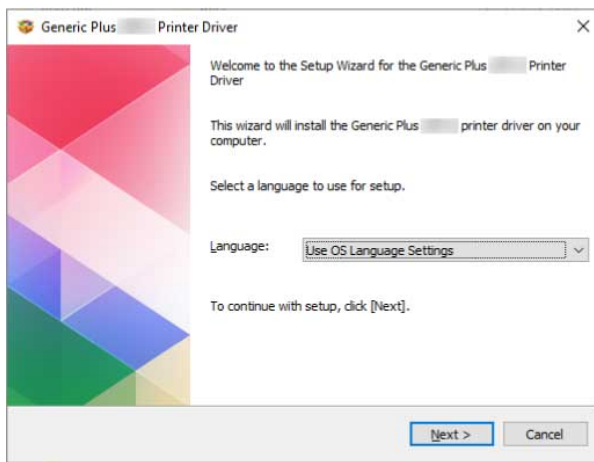 Generic Plus Printer Driver
Welcome to the Setup Wizard for the Generic Plus Printer
Driver
This wizard will install the Generic Plus printer driver on your
computer.
Select a language to use for setup.
Language: Use OS Language Settings
To continue with setup, click [Next].
Next > Cancel